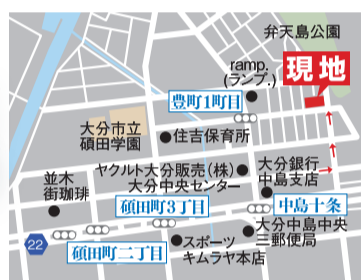 弁天島公園
ramp.
(ランプ.)
現地
豊町1町目
大分市立
碩田学園
住吉保育所
ヤクルト大分販売(株)
大分中央センター
大分銀行
中島支店
並木
街珈琲
碩田町3丁目
中島十条
22
碩田町二丁目
スポーツ
キムラヤ本店
大分中島中央
三郵便局